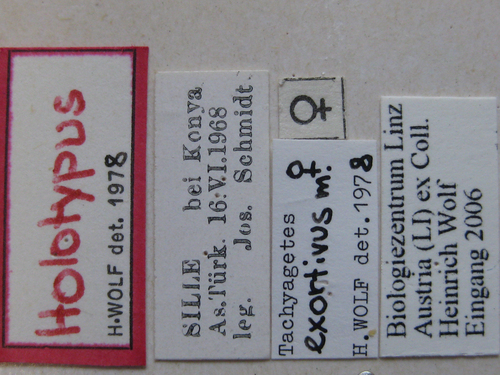 Holotypus
H·WOLF det. 1978
SILLE bei Konya
As.Türk. 16.VI.1968
leg. Jos. Schmidt
♀
Tachyagetes
exortivus m. ♀
H.WOLF det.1978
Biologiezentrum Linz
Austria (LI) ex Coll.
Heinrich Wolf
Eingang 2006